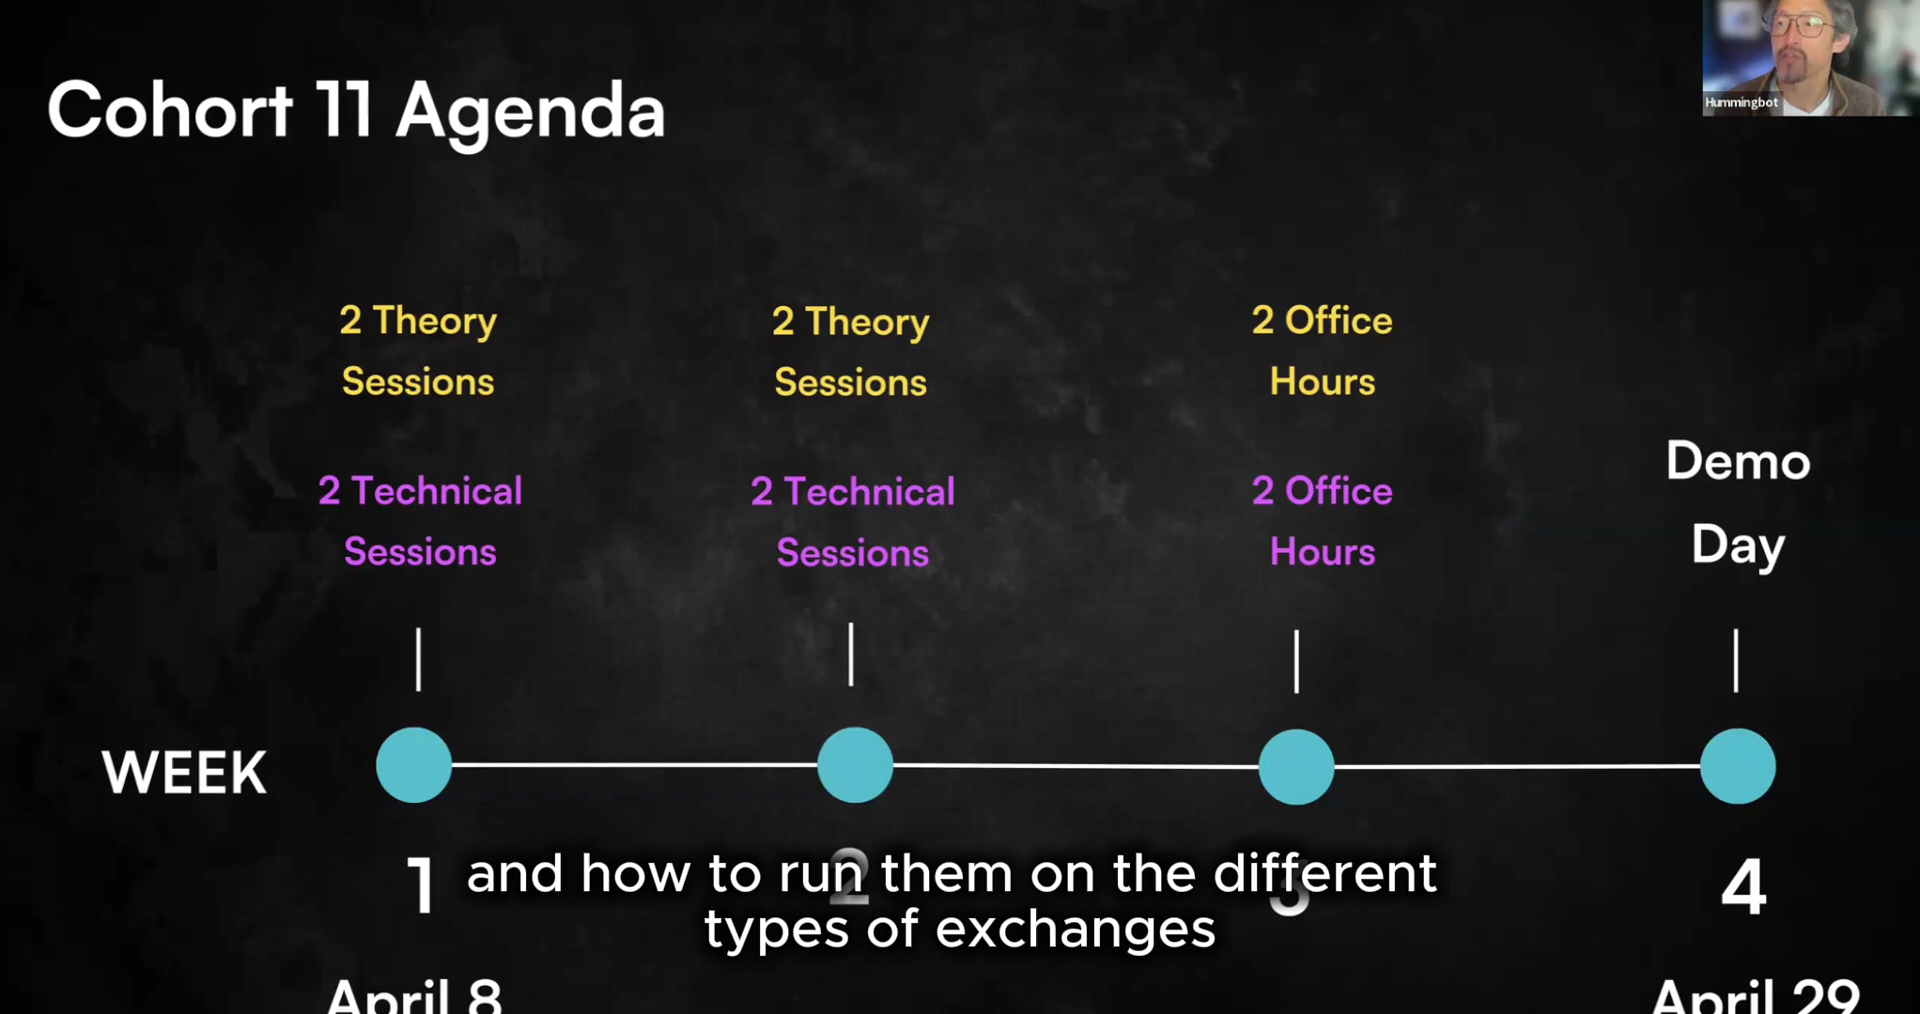 Hummingbot
Cohort 11 Agenda
2 Theory
Sessions
2 Technical
Sessions
2 Theory
Sessions
2 Technical
Sessions
2 Office
Hours
2 Office
Hours
Demo
Day
WEEK
1
2
3
4
and how to run them on the different
types of exchanges
April 8
April 29